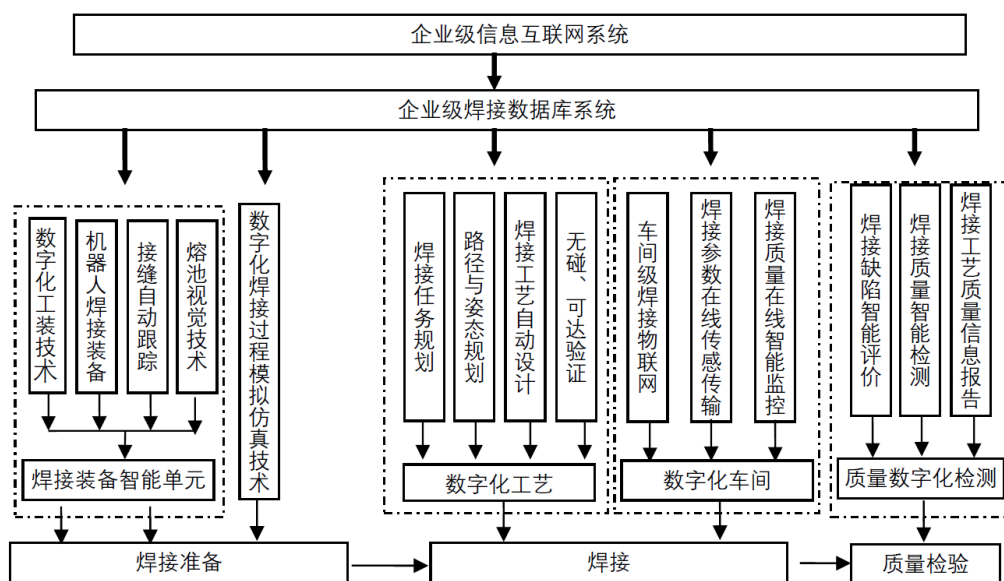 企业级信息互联网系统
企业级焊接数据库系统
数字化工装技术
机器人焊接装备
接缝自动跟踪
熔池视觉技术
数字化焊接过程模拟仿真技术
焊接任务规划
路径与姿态规划
焊接工艺自动设计
无碰、可达验证
车间级焊接物联网
焊接参数在线传感传输
焊接质量在线智能监控
焊接缺陷智能评价
焊接质量智能检测
焊接工艺质量信息报告
焊接装备智能单元
数字化工艺
数字化车间
质量数字化检测
焊接准备
焊接
质量检验